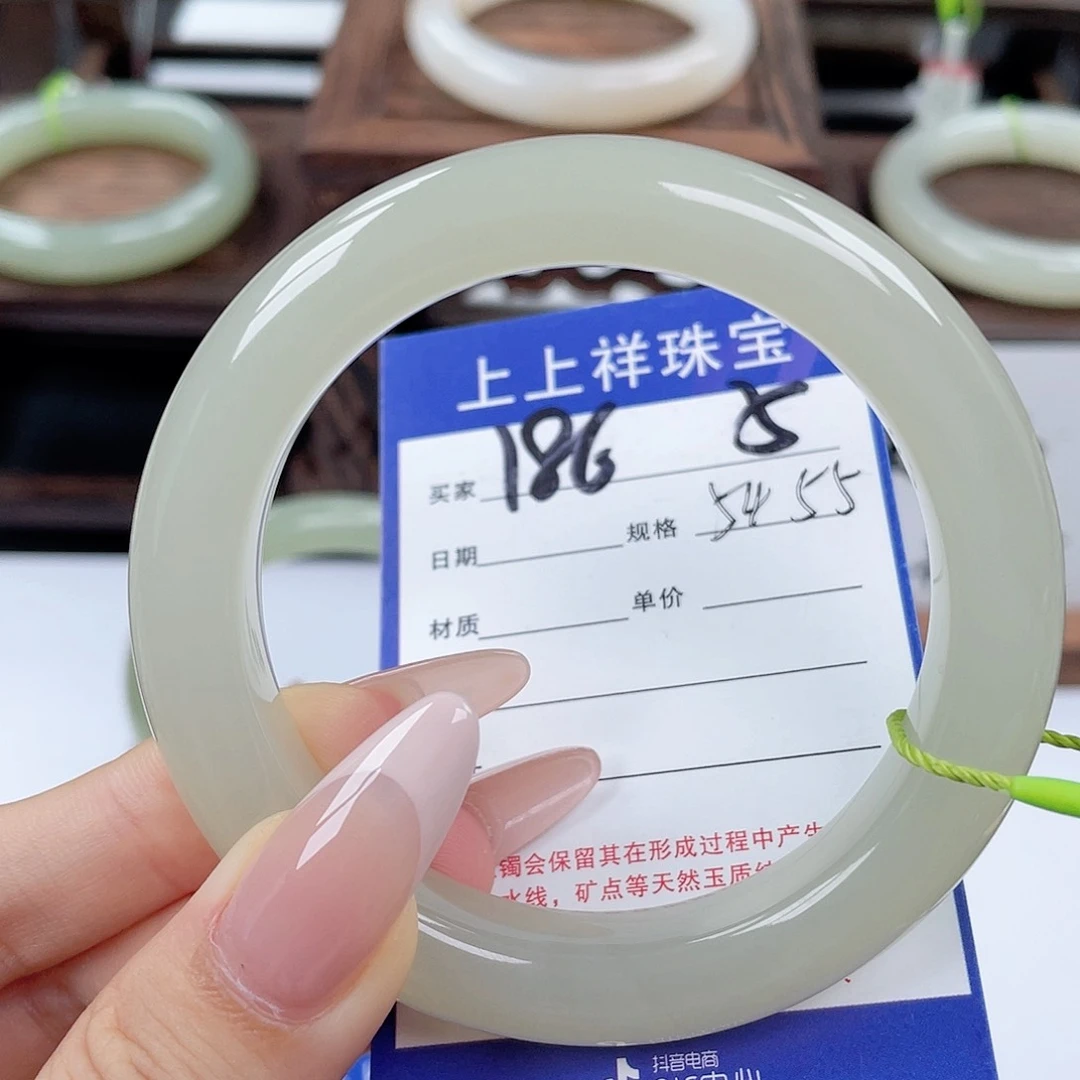 上上祥珠宝
买家 186
日期 规格 54 55
材质 单价
镯会保留其在形成过程中产生
水线，矿点等天然玉质
抖音电商